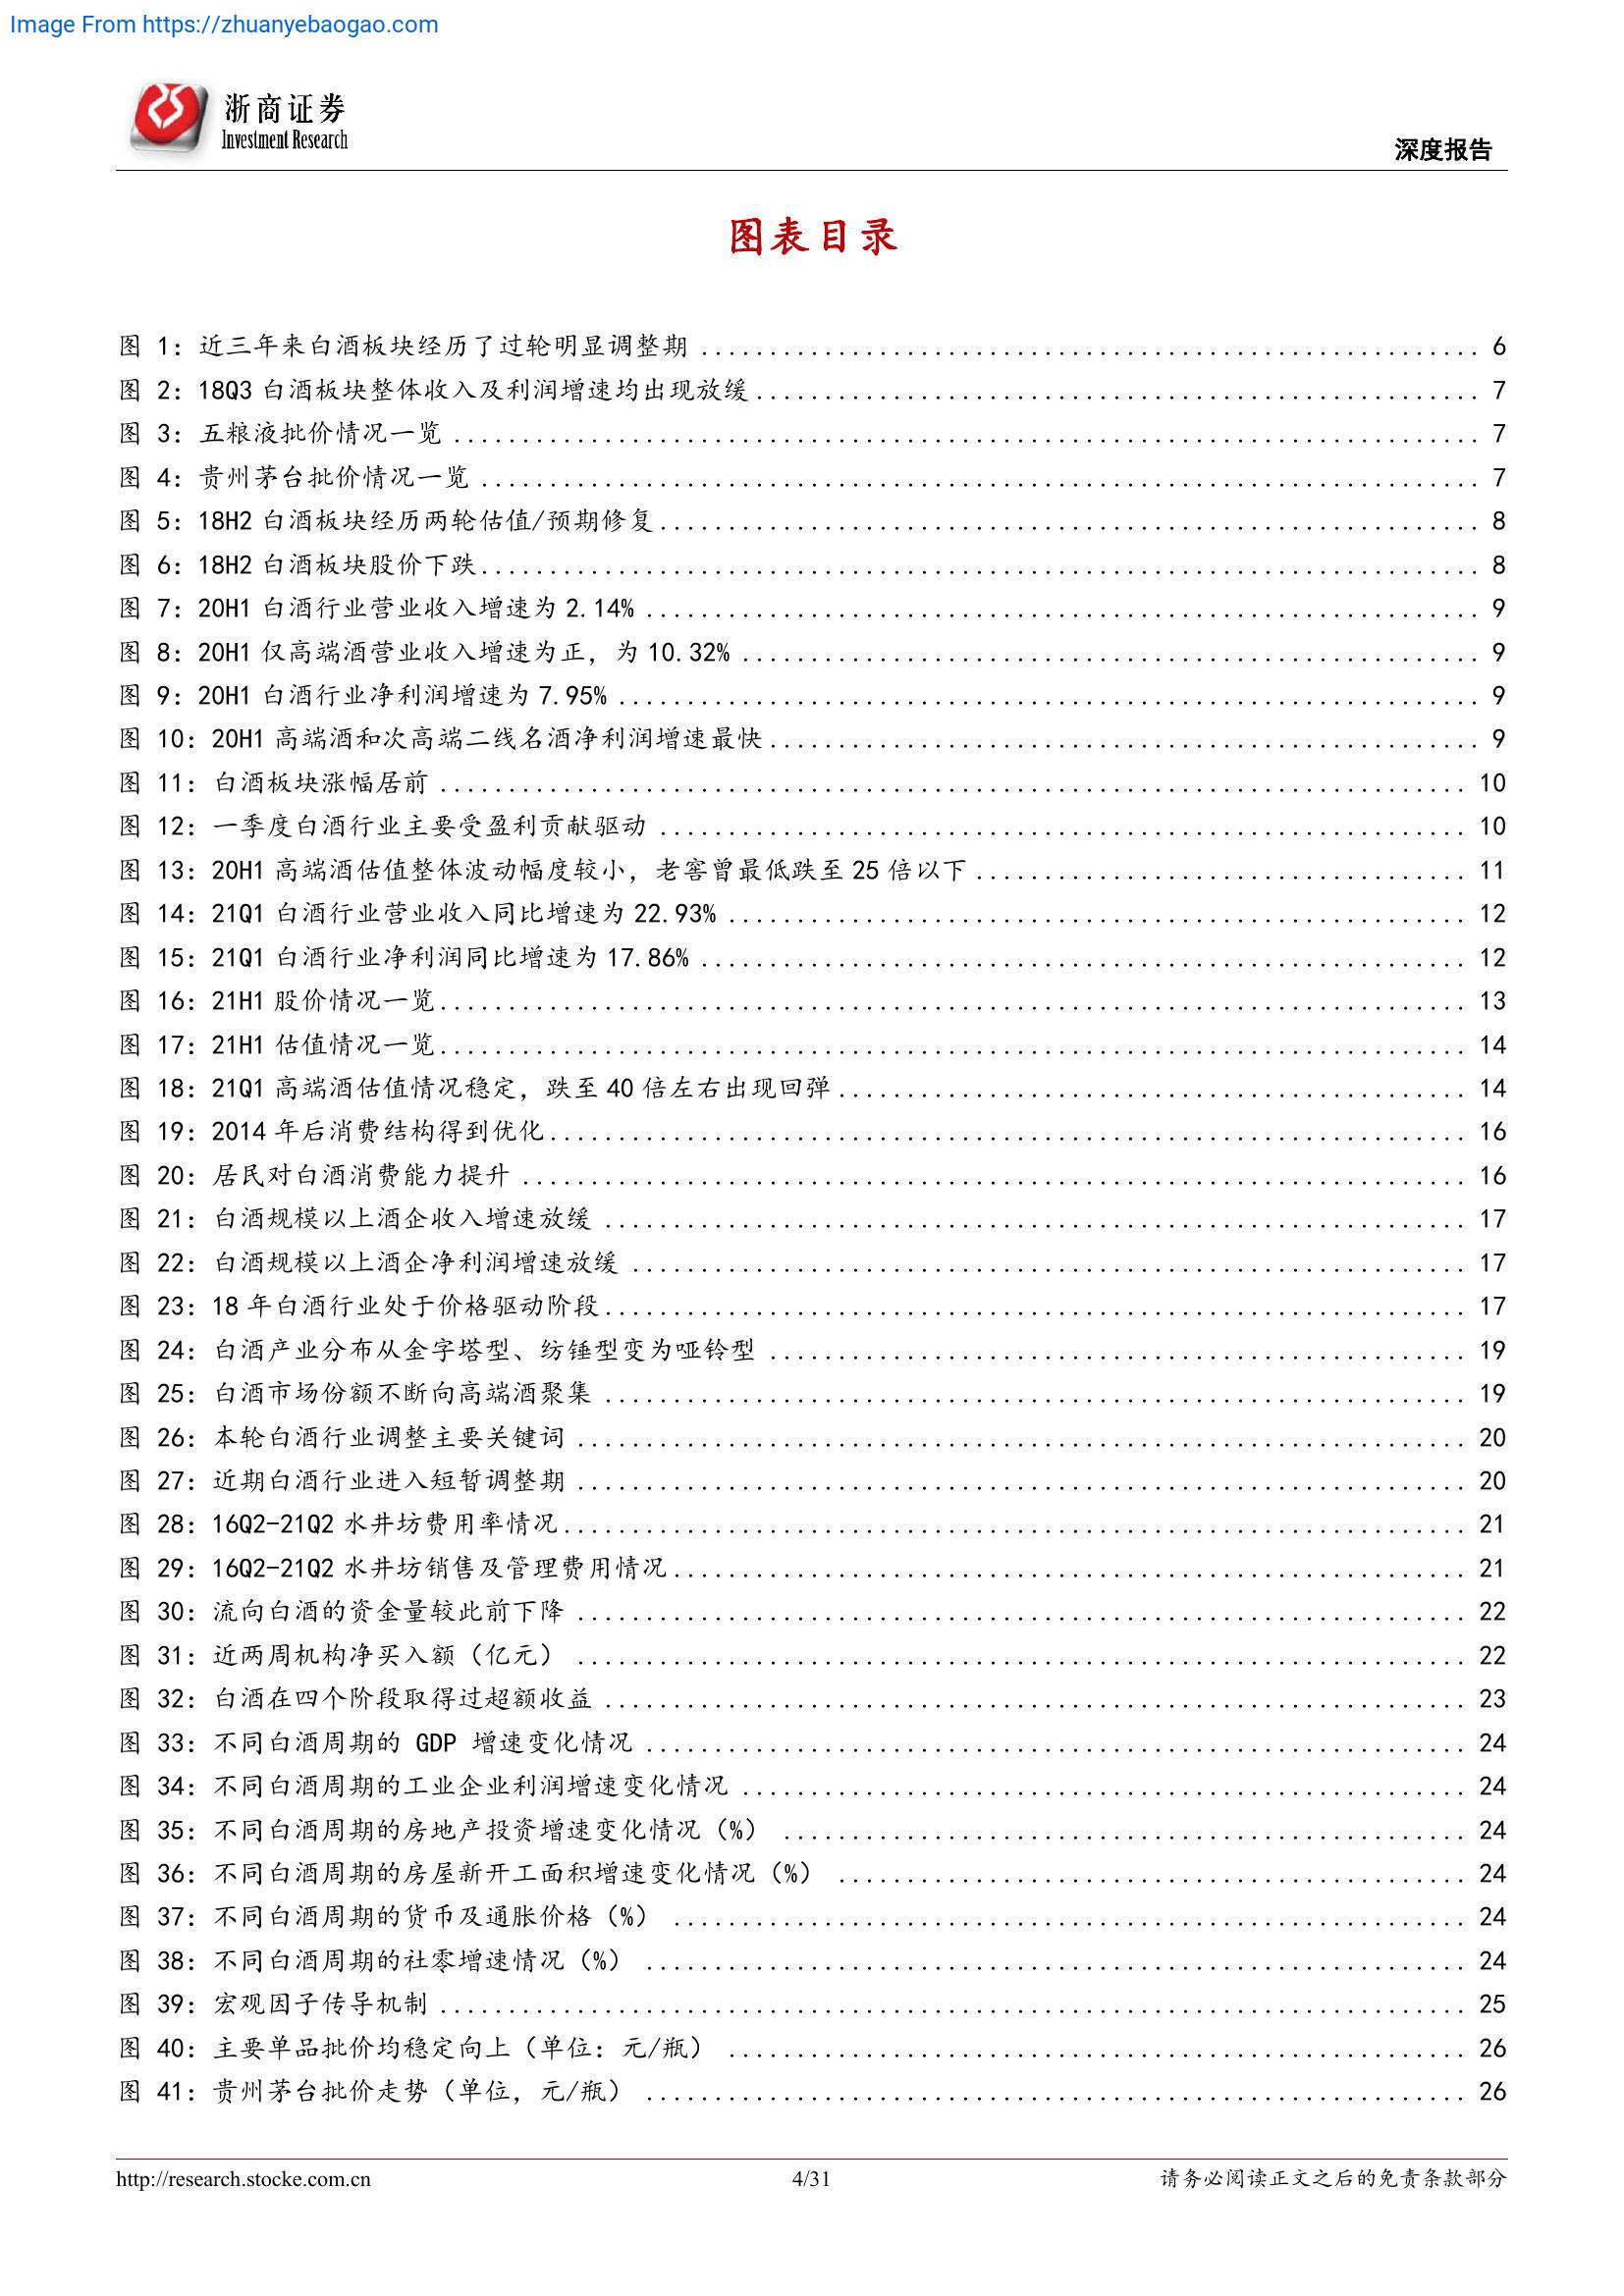 Image From https://zhuanyebaogao.com
浙商证券
Investment Research
深度报告
图表目录
图 1：近三年来白酒板块经历了过轮明显调整期 6
图 2：18Q3 白酒板块整体收入及利润增速均出现放缓 7
图 3：五粮液批价情况一览 7
图 4：贵州茅台批价情况一览 7
图 5：18H2 白酒板块经历两轮估值/预期修复 8
图 6：18H2 白酒板块股价下跌 8
图 7：20H1 白酒行业营业收入增速为 2.14% 9
图 8：20H1 仅高端酒营业收入增速为正，为 10.32% 9
图 9：20H1 白酒行业净利润增速为 7.95% 9
图 10：20H1 高端酒和次高端二线名酒净利润增速最快 9
图 11：白酒板块涨幅居前 10
图 12：一季度白酒行业主要受盈利贡献驱动 10
图 13：20H1 高端酒估值整体波动幅度较小，老窖曾最低跌至 25 倍以下 11
图 14：21Q1 白酒行业营业收入同比增速为 22.93% 12
图 15：21Q1 白酒行业净利润同比增速为 17.86% 12
图 16：21H1 股价情况一览 13
图 17：21H1 估值情况一览 14
图 18：21Q1 高端酒估值情况稳定，跌至 40 倍左右出现回弹 14
图 19：2014 年后消费结构得到优化 16
图 20：居民对白酒消费能力提升 16
图 21：白酒规模以上酒企收入增速放缓 17
图 22：白酒规模以上酒企净利润增速放缓 17
图 23：18 年白酒行业处于价格驱动阶段 17
图 24：白酒产业分布从金字塔型、纺锤型变为哑铃型 19
图 25：白酒市场份额不断向高端酒聚集 19
图 26：本轮白酒行业调整主要关键词 20
图 27：近期白酒行业进入短暂调整期 20
图 28：16Q2-21Q2 水井坊费用率情况 21
图 29：16Q2-21Q2 水井坊销售及管理费用情况 21
图 30：流向白酒的资金量较此前下降 22
图 31：近两周机构净买入额（亿元） 22
图 32：白酒在四个阶段取得过超额收益 23
图 33：不同白酒周期的 GDP 增速变化情况 24
图 34：不同白酒周期的工业企业利润增速变化情况 24
图 35：不同白酒周期的房地产投资增速变化情况（%） 24
图 36：不同白酒周期的房屋新开工面积增速变化情况（%） 24
图 37：不同白酒周期的货币及通胀价格（%） 24
图 38：不同白酒周期的社零增速情况（%） 24
图 39：宏观因子传导机制 25
图 40：主要单品批价均稳定向上（单位：元/瓶） 26
图 41：贵州茅台批价走势（单位，元/瓶） 26
http://research.stocke.com.cn 4/31 请务必阅读正文之后的免责条款部分